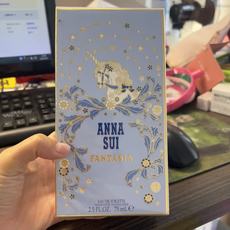 ANNA
SUI
FANTASIA
EAU DE TOILETTE
2.5 FL.OZ. 75 mL ℮